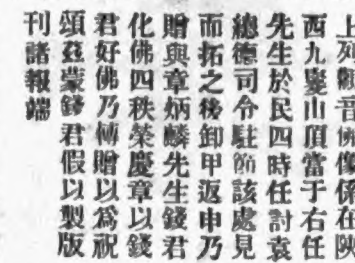 上列觀音佛像係在陝
西九嵏山頂當于右任
先生於民四時任討袁
總德司令駐節該處見
而拓之後卸甲返申乃
贈與章炳麟先生錢君
化佛四秩榮慶章以錢
君好佛乃轉贈以爲祝
頌茲蒙錢君假以製版
刊諸報端